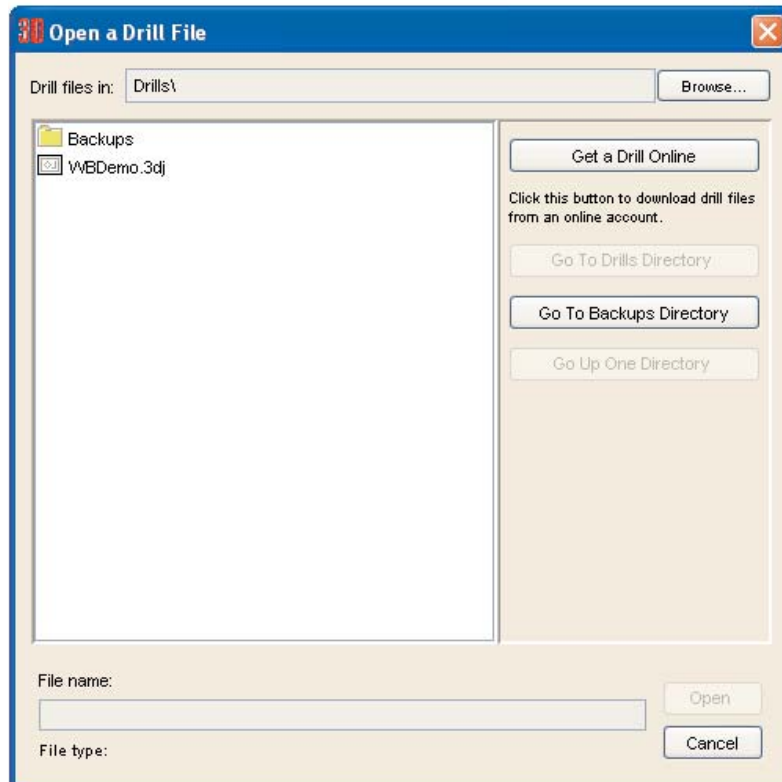 3D Open a Drill File
Drill files in: Drills\ Browse...
Backups
WBDemo.3dj
Get a Drill Online
Click this button to download drill files
from an online account.
Go To Drills Directory
Go To Backups Directory
Go Up One Directory
File name:
Open
File type:
Cancel